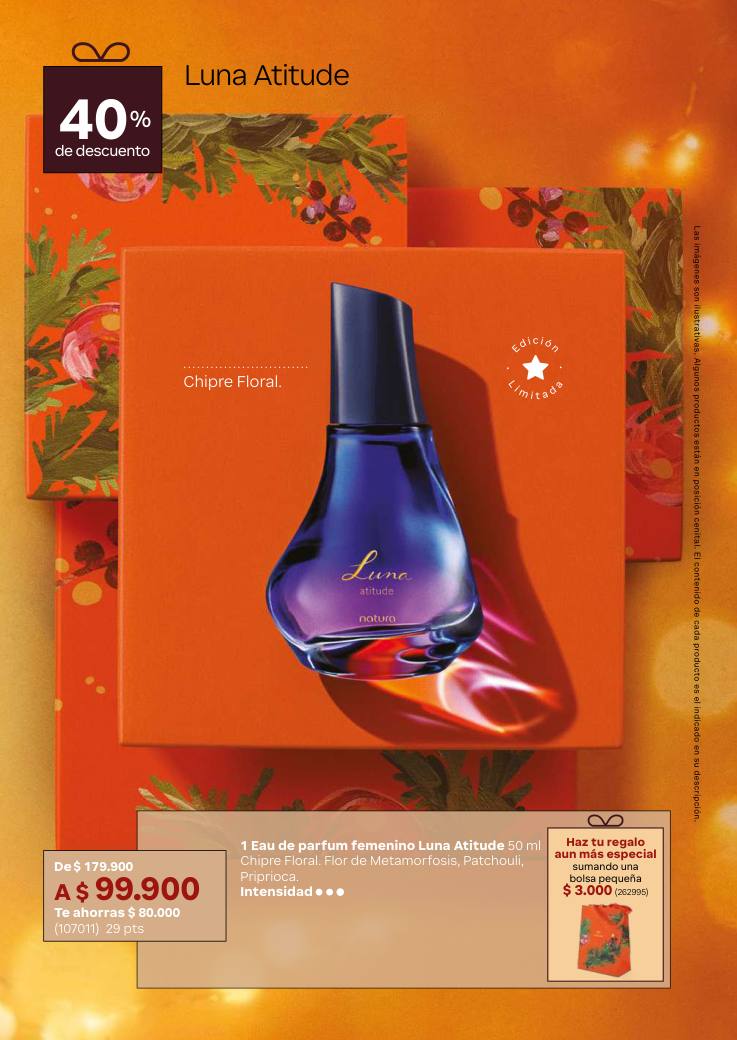 Luna Atitude
40%
de descuento
Chipre Floral.
Edición
Limitada
Luna
atitude
natura
Las imágenes son ilustrativas. Algunos productos están en posición cenital. El contenido de cada producto es el indicado en su descripción.
1 Eau de parfum femenino Luna Atitude 50 ml
Chipre Floral. Flor de Metamorfosis, Patchouli,
Priprioca.
Intensidad ●●●
De $ 179.900
A $ 99.900
Te ahorras $ 80.000
(107011) 29 pts
Haz tu regalo
aun más especial
sumando una
bolsa pequeña
$ 3.000 (262995)